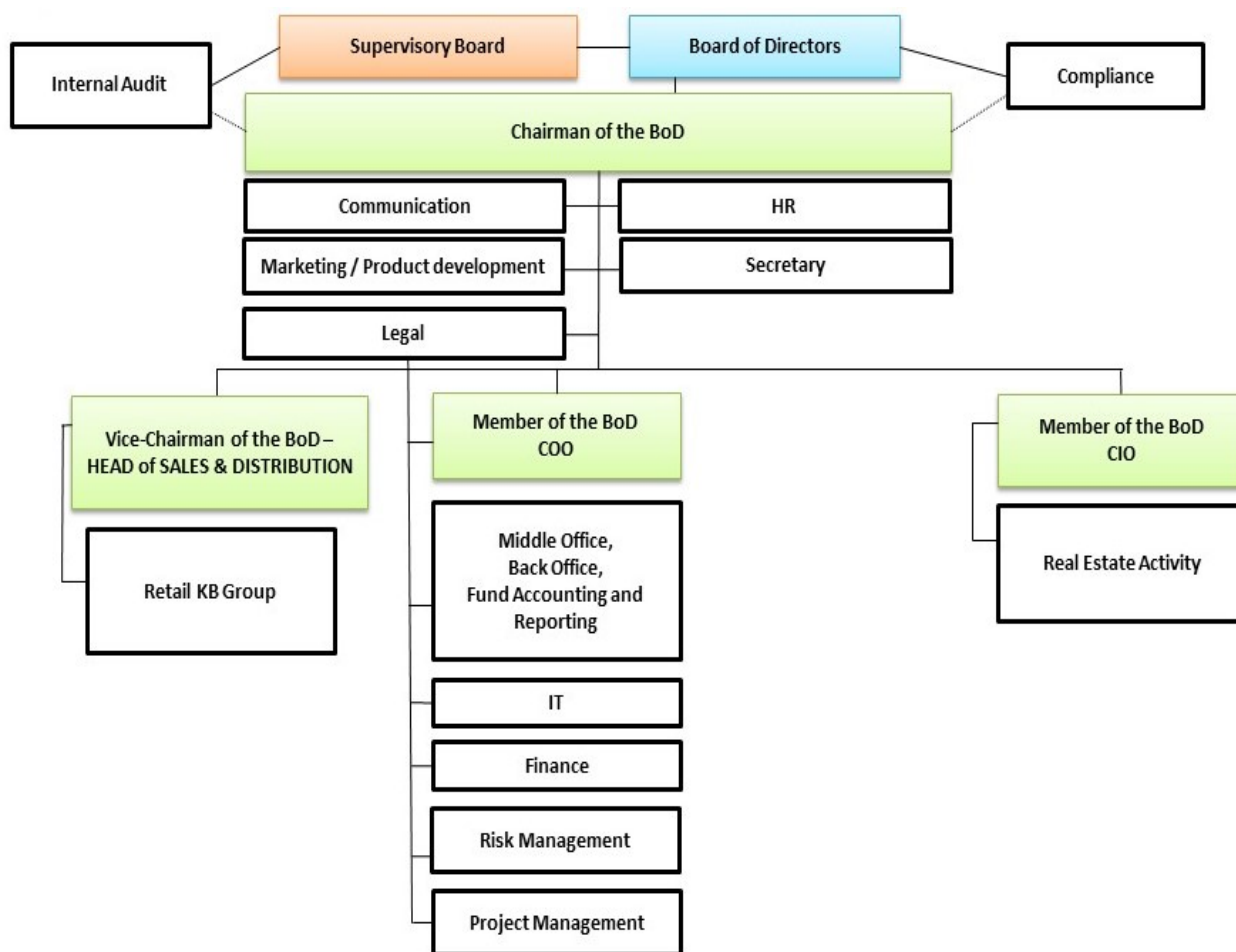 Supervisory Board
Board of Directors
Internal Audit
Compliance
Chairman of the BoD
Communication
HR
Marketing / Product development
Secretary
Legal
Vice-Chairman of the BoD –
HEAD of SALES & DISTRIBUTION
Member of the BoD
COO
Member of the BoD
CIO
Retail KB Group
Middle Office,
Back Office,
Fund Accounting and
Reporting
Real Estate Activity
IT
Finance
Risk Management
Project Management